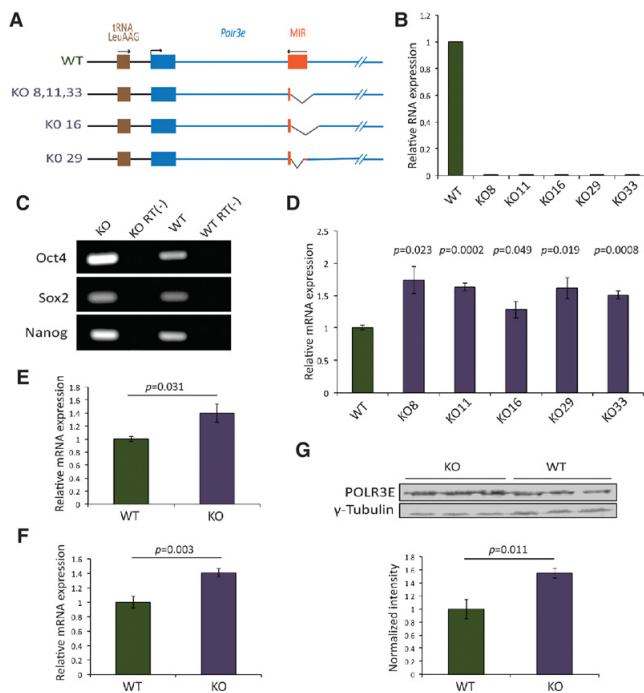 A
tRNA
LeuAAG
Polr3e
MIR
WT
KO 8,11,33
K0 16
K0 29
B
Relative RNA expression
1.2
1
0.8
0.6
0.4
0.2
0
WT
KO8
KO11
KO16
KO29
KO33
C
KO
KO RT(-)
WT
WT RT(-)
Oct4
Sox2
Nanog
D
Relative mRNA expression
2.5
2
1.5
1
0.5
0
p=0.023
p=0.0002
p=0.049
p=0.019
p=0.0008
WT
KO8
KO11
KO16
KO29
KO33
E
Relative mRNA expression
1.8
1.6
1.4
1.2
1
0.8
0.6
0.4
0.2
0
p=0.031
WT
KO
F
Relative mRNA expression
1.6
1.4
1.2
1
0.8
0.6
0.4
0.2
0
p=0.003
WT
KO
G
KO
WT
POLR3E
γ-Tubulin
Normalized intensity
1.8
1.6
1.4
1.2
1
0.8
0.6
0.4
0.2
0
p=0.011
WT
KO